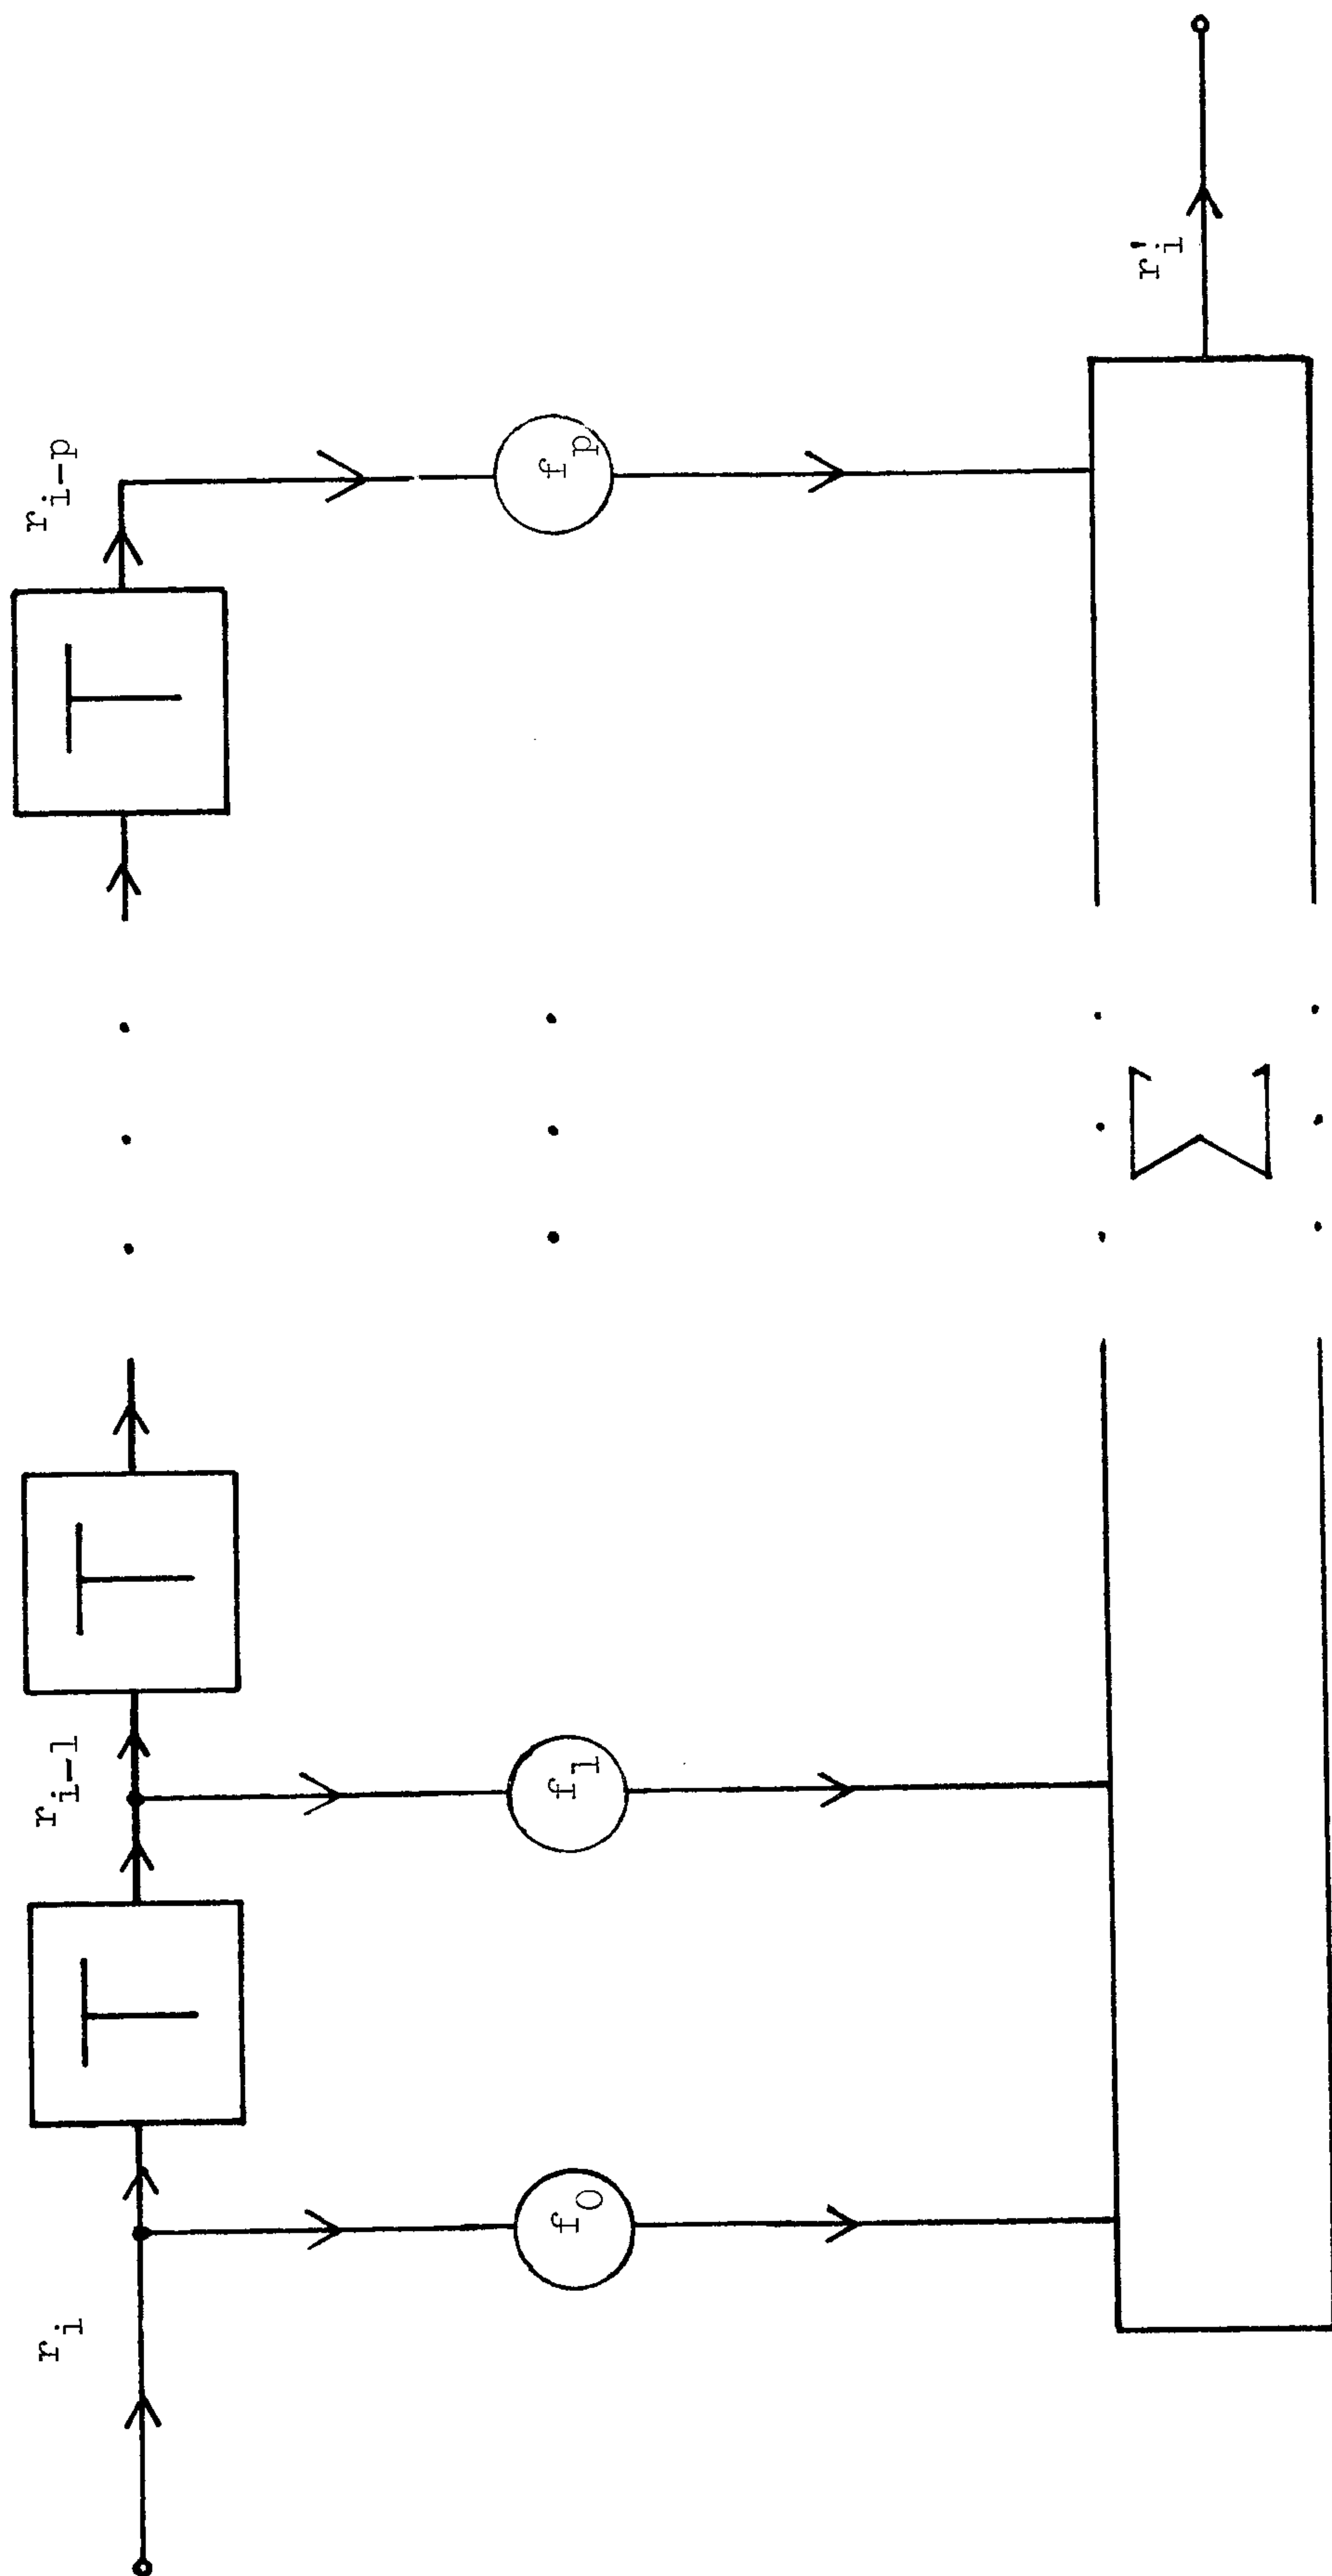 r_i r_{i-1} r_{i-p}
T T T
f_0 f_1 f_p
Σ r'_i